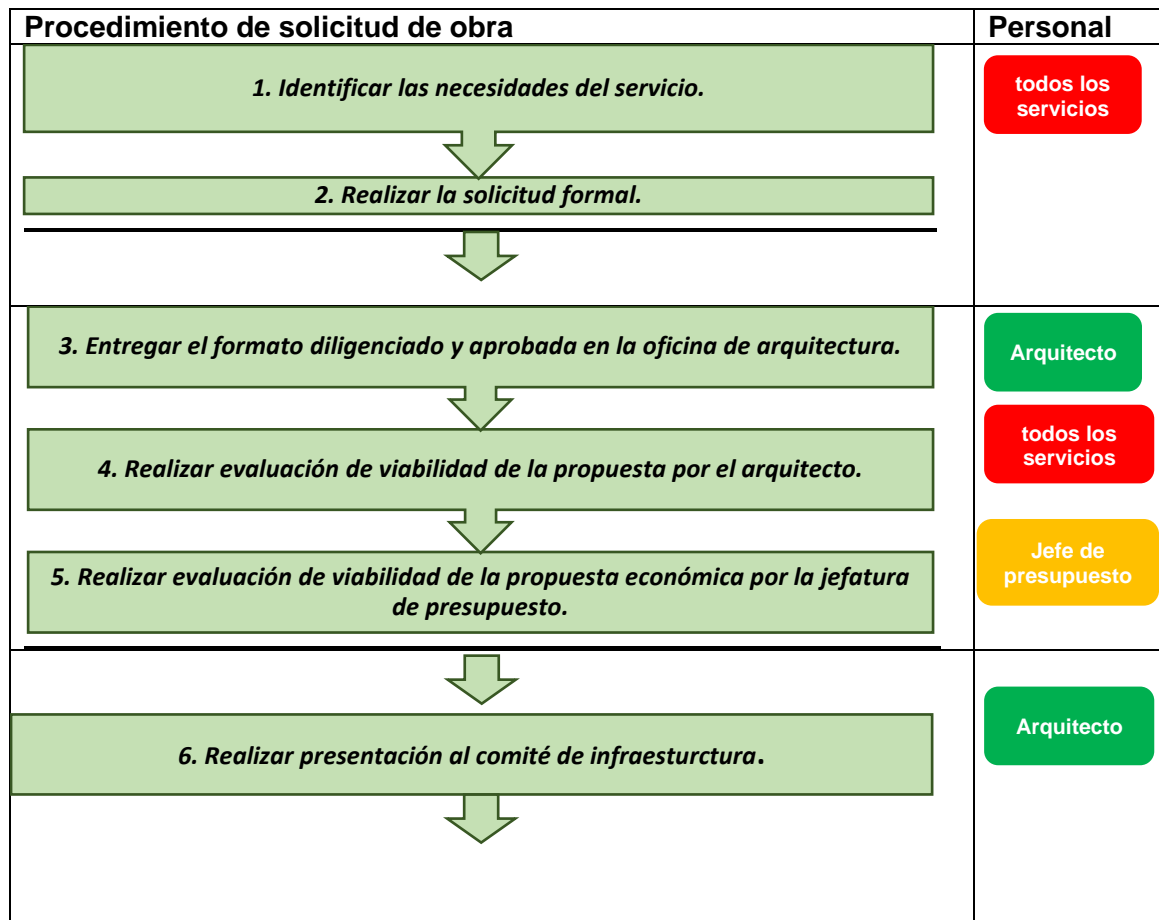 Procedimiento de solicitud de obra
Personal
1. Identificar las necesidades del servicio.
todos los
servicios
2. Realizar la solicitud formal.
3. Entregar el formato diligenciado y aprobada en la oficina de arquitectura.
Arquitecto
4. Realizar evaluación de viabilidad de la propuesta por el arquitecto.
todos los
servicios
5. Realizar evaluación de viabilidad de la propuesta económica por la jefatura
de presupuesto.
Jefe de
presupuesto
6. Realizar presentación al comité de infraesturctura.
Arquitecto